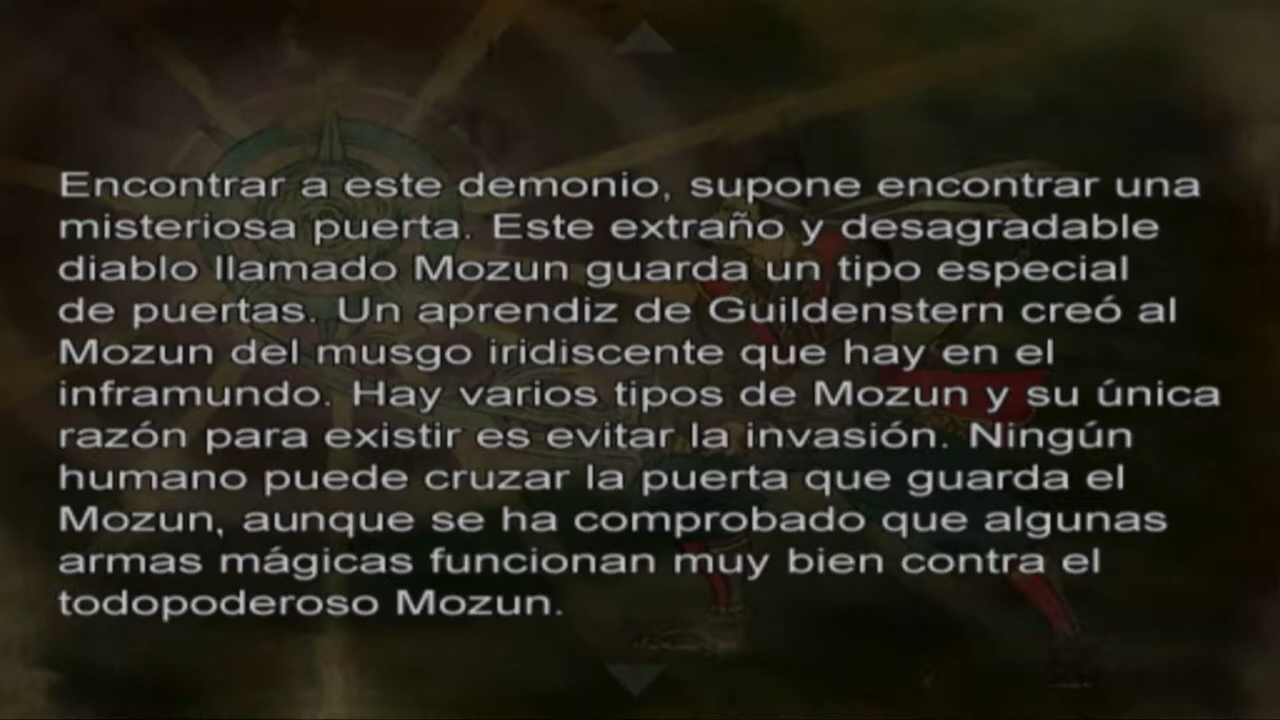 Encontrar a este demonio, supone encontrar una
misteriosa puerta. Este extraño y desagradable
diablo llamado Mozun guarda un tipo especial
de puertas. Un aprendiz de Guildenstern creó al
Mozun del musgo iridiscente que hay en el
inframundo. Hay varios tipos de Mozun y su única
razón para existir es evitar la invasión. Ningún
humano puede cruzar la puerta que guarda el
Mozun, aunque se ha comprobado que algunas
armas mágicas funcionan muy bien contra el
todopoderoso Mozun.